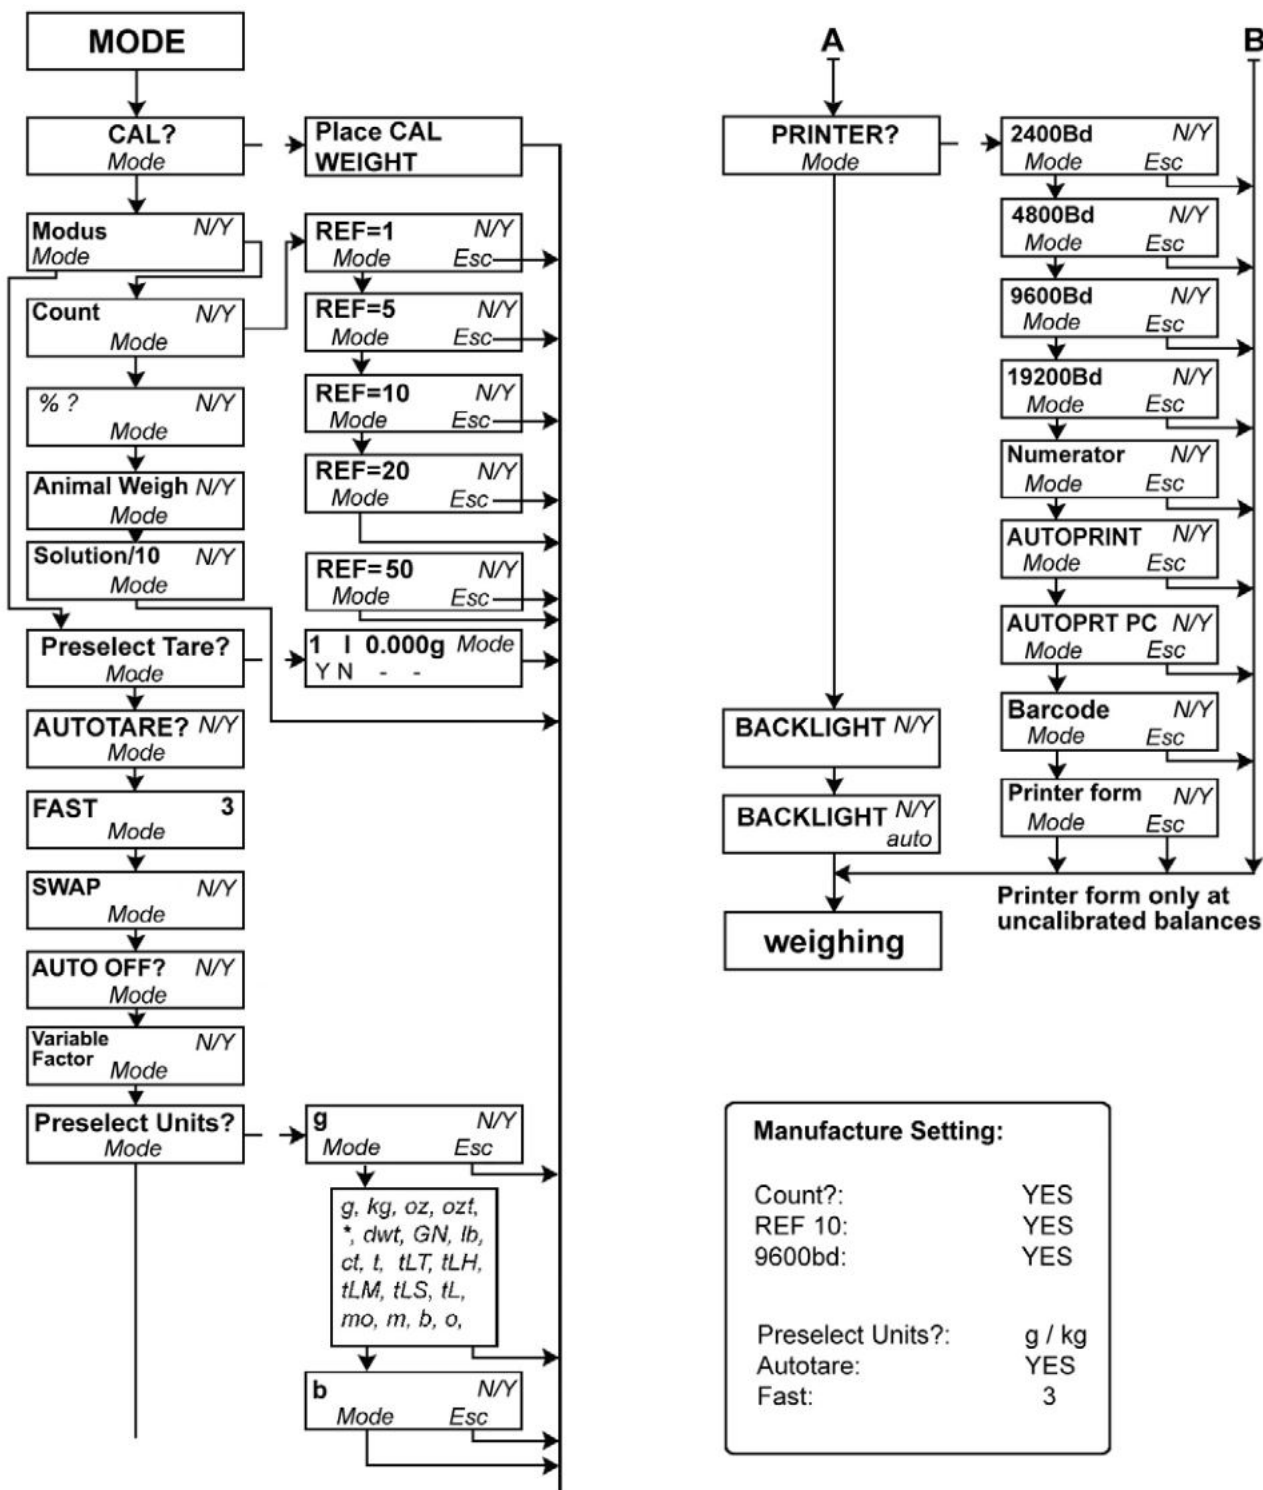 MODE
CAL?
Mode
Place CAL
WEIGHT
Modus N/Y
Mode
REF=1 N/Y
Mode Esc
Count N/Y
Mode
REF=5 N/Y
Mode Esc
% ? N/Y
Mode
REF=10 N/Y
Mode Esc
Animal Weigh N/Y
Mode
REF=20 N/Y
Mode Esc
Solution/10 N/Y
Mode
REF=50 N/Y
Mode Esc
Preselect Tare?
Mode
1 I 0.000g Mode
Y N - -
AUTOTARE? N/Y
Mode
FAST 3
Mode
SWAP N/Y
Mode
AUTO OFF? N/Y
Mode
Variable N/Y
Factor
Mode
Preselect Units?
Mode
g N/Y
Mode Esc
g, kg, oz, ozt,
*, dwt, GN, lb,
ct, t, tLT, tLH,
tLM, tLS, tL,
mo, m, b, o,
b N/Y
Mode Esc
A
B
PRINTER?
Mode
2400Bd N/Y
Mode Esc
4800Bd N/Y
Mode Esc
9600Bd N/Y
Mode Esc
19200Bd N/Y
Mode Esc
Numerator N/Y
Mode Esc
AUTOPRINT N/Y
Mode Esc
AUTOPRT PC N/Y
Mode Esc
Barcode N/Y
Mode Esc
Printer form N/Y
Mode Esc
BACKLIGHT N/Y
BACKLIGHT N/Y
auto
Printer form only at
uncalibrated balances
weighing
Manufacture Setting:
Count?: YES
REF 10: YES
9600bd: YES
Preselect Units?: g / kg
Autotare: YES
Fast: 3